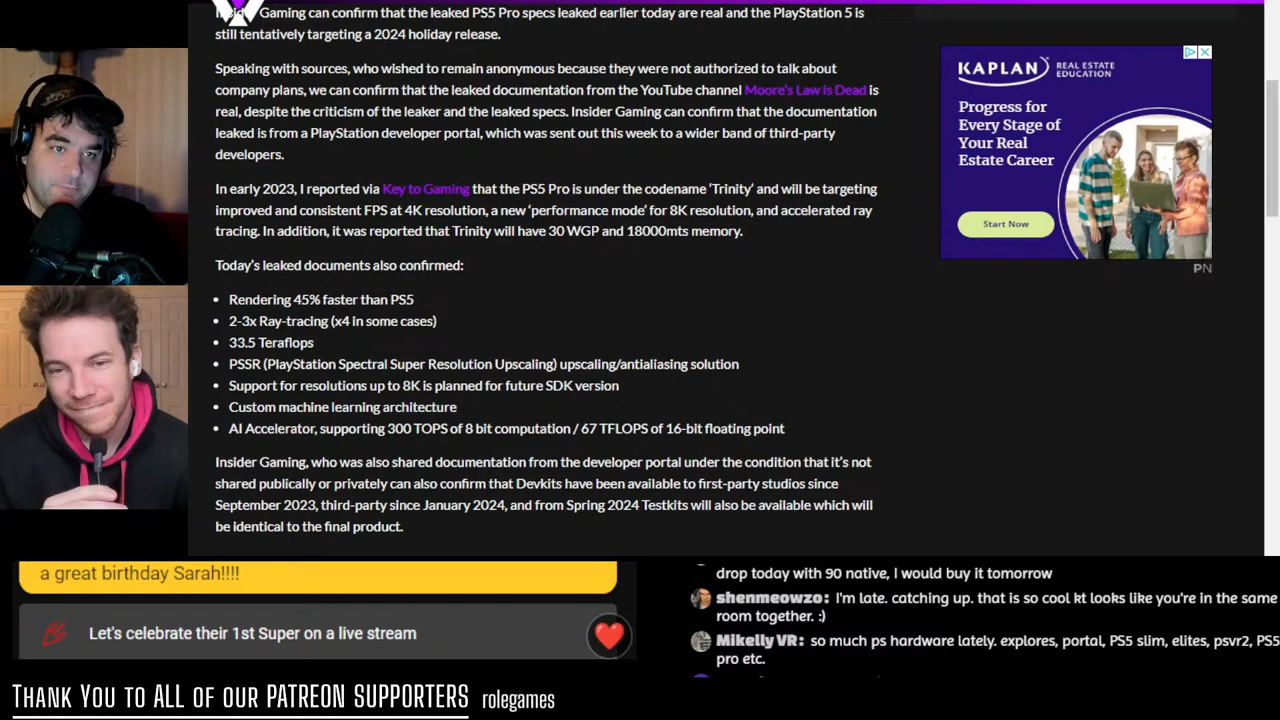 Gaming can confirm that the leaked PS5 Pro specs leaked earlier today are real and the PlayStation 5 is
still tentatively targeting a 2024 holiday release.
Speaking with sources, who wished to remain anonymous because they were not authorized to talk about
company plans, we can confirm that the leaked documentation from the YouTube channel Moore's Law is Dead is
real, despite the criticism of the leaker and the leaked specs. Insider Gaming can confirm that the documentation
leaked is from a PlayStation developer portal, which was sent out this week to a wider band of third-party
developers.
In early 2023, I reported via Key to Gaming that the PS5 Pro is under the codename ‘Trinity’ and will be targeting
improved and consistent FPS at 4K resolution, a new ‘performance mode’ for 8K resolution, and accelerated ray
tracing. In addition, it was reported that Trinity will have 30 WGP and 18000mts memory.
Today's leaked documents also confirmed:
• Rendering 45% faster than PS5
• 2-3x Ray-tracing (x4 in some cases)
• 33.5 Teraflops
• PSSR (PlayStation Spectral Super Resolution Upscaling) upscaling/antialiasing solution
• Support for resolutions up to 8K is planned for future SDK version
• Custom machine learning architecture
• AI Accelerator, supporting 300 TOPS of 8 bit computation / 67 TFLOPS of 16-bit floating point
Insider Gaming, who was also shared documentation from the developer portal under the condition that it's not
shared publically or privately can also confirm that Devkits have been available to first-party studios since
September 2023, third-party since January 2024, and from Spring 2024 Testkits will also be available which will
be identical to the final product.
KAPLAN
REAL ESTATE
EDUCATION
Progress for
Every Stage of
Your Real
Estate Career
Start Now
PN
a great birthday Sarah!!!!
Let's celebrate their 1st Super on a live stream
drop today with 90 native, I would buy it tomorrow
shenmeowzo: I'm late. catching up. that is so cool kt looks like you're in the same
room together. :)
Mikelly VR: so much ps hardware lately. explores, portal, PS5 slim, elites, psvr2, PS5
pro etc.
THANK YOU TO ALL OF OUR PATREON SUPPORTERS rolegames